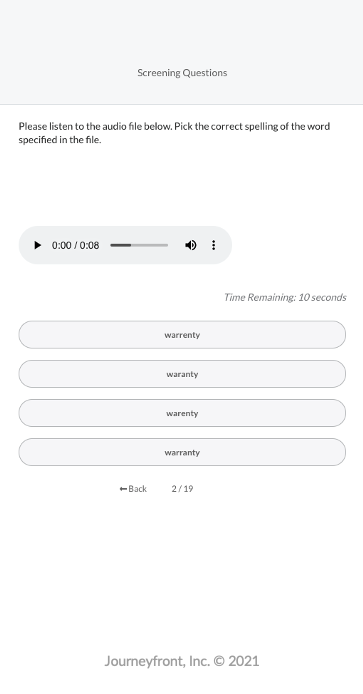 Screening Questions
Please listen to the audio file below. Pick the correct spelling of the word
specified in the file.
0:00 / 0:08
Time Remaining: 10 seconds
warrenty
waranty
warenty
warranty
Back 2 / 19
Journeyfront, Inc. © 2021